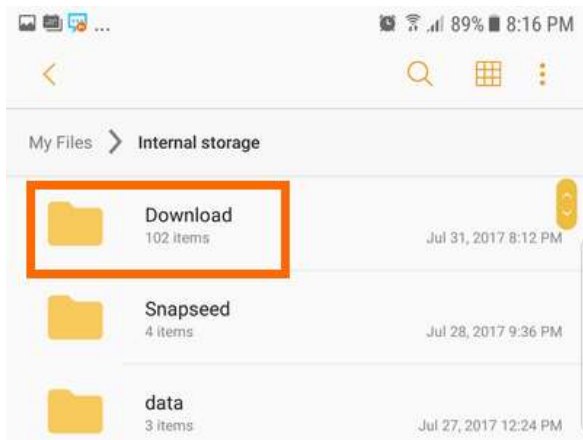 ... 89% 8:16 PM
My Files Internal storage
Download
102 items Jul 31, 2017 8:12 PM
Snapseed
4 items Jul 28, 2017 9:36 PM
data
3 items Jul 27, 2017 12:24 PM